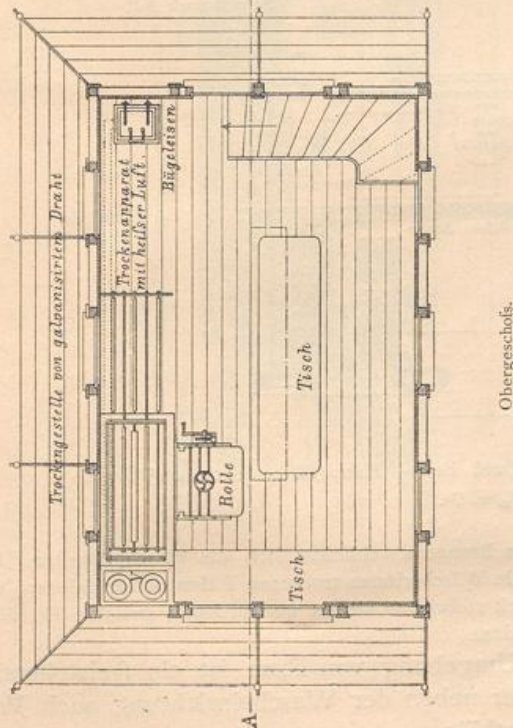 Trockengestelle von galvanisirtem Draht
Trockenapparat
mit heißer Luft.
Bügeleisen
Rolle
Tisch
Tisch
A
Obergeschoß.